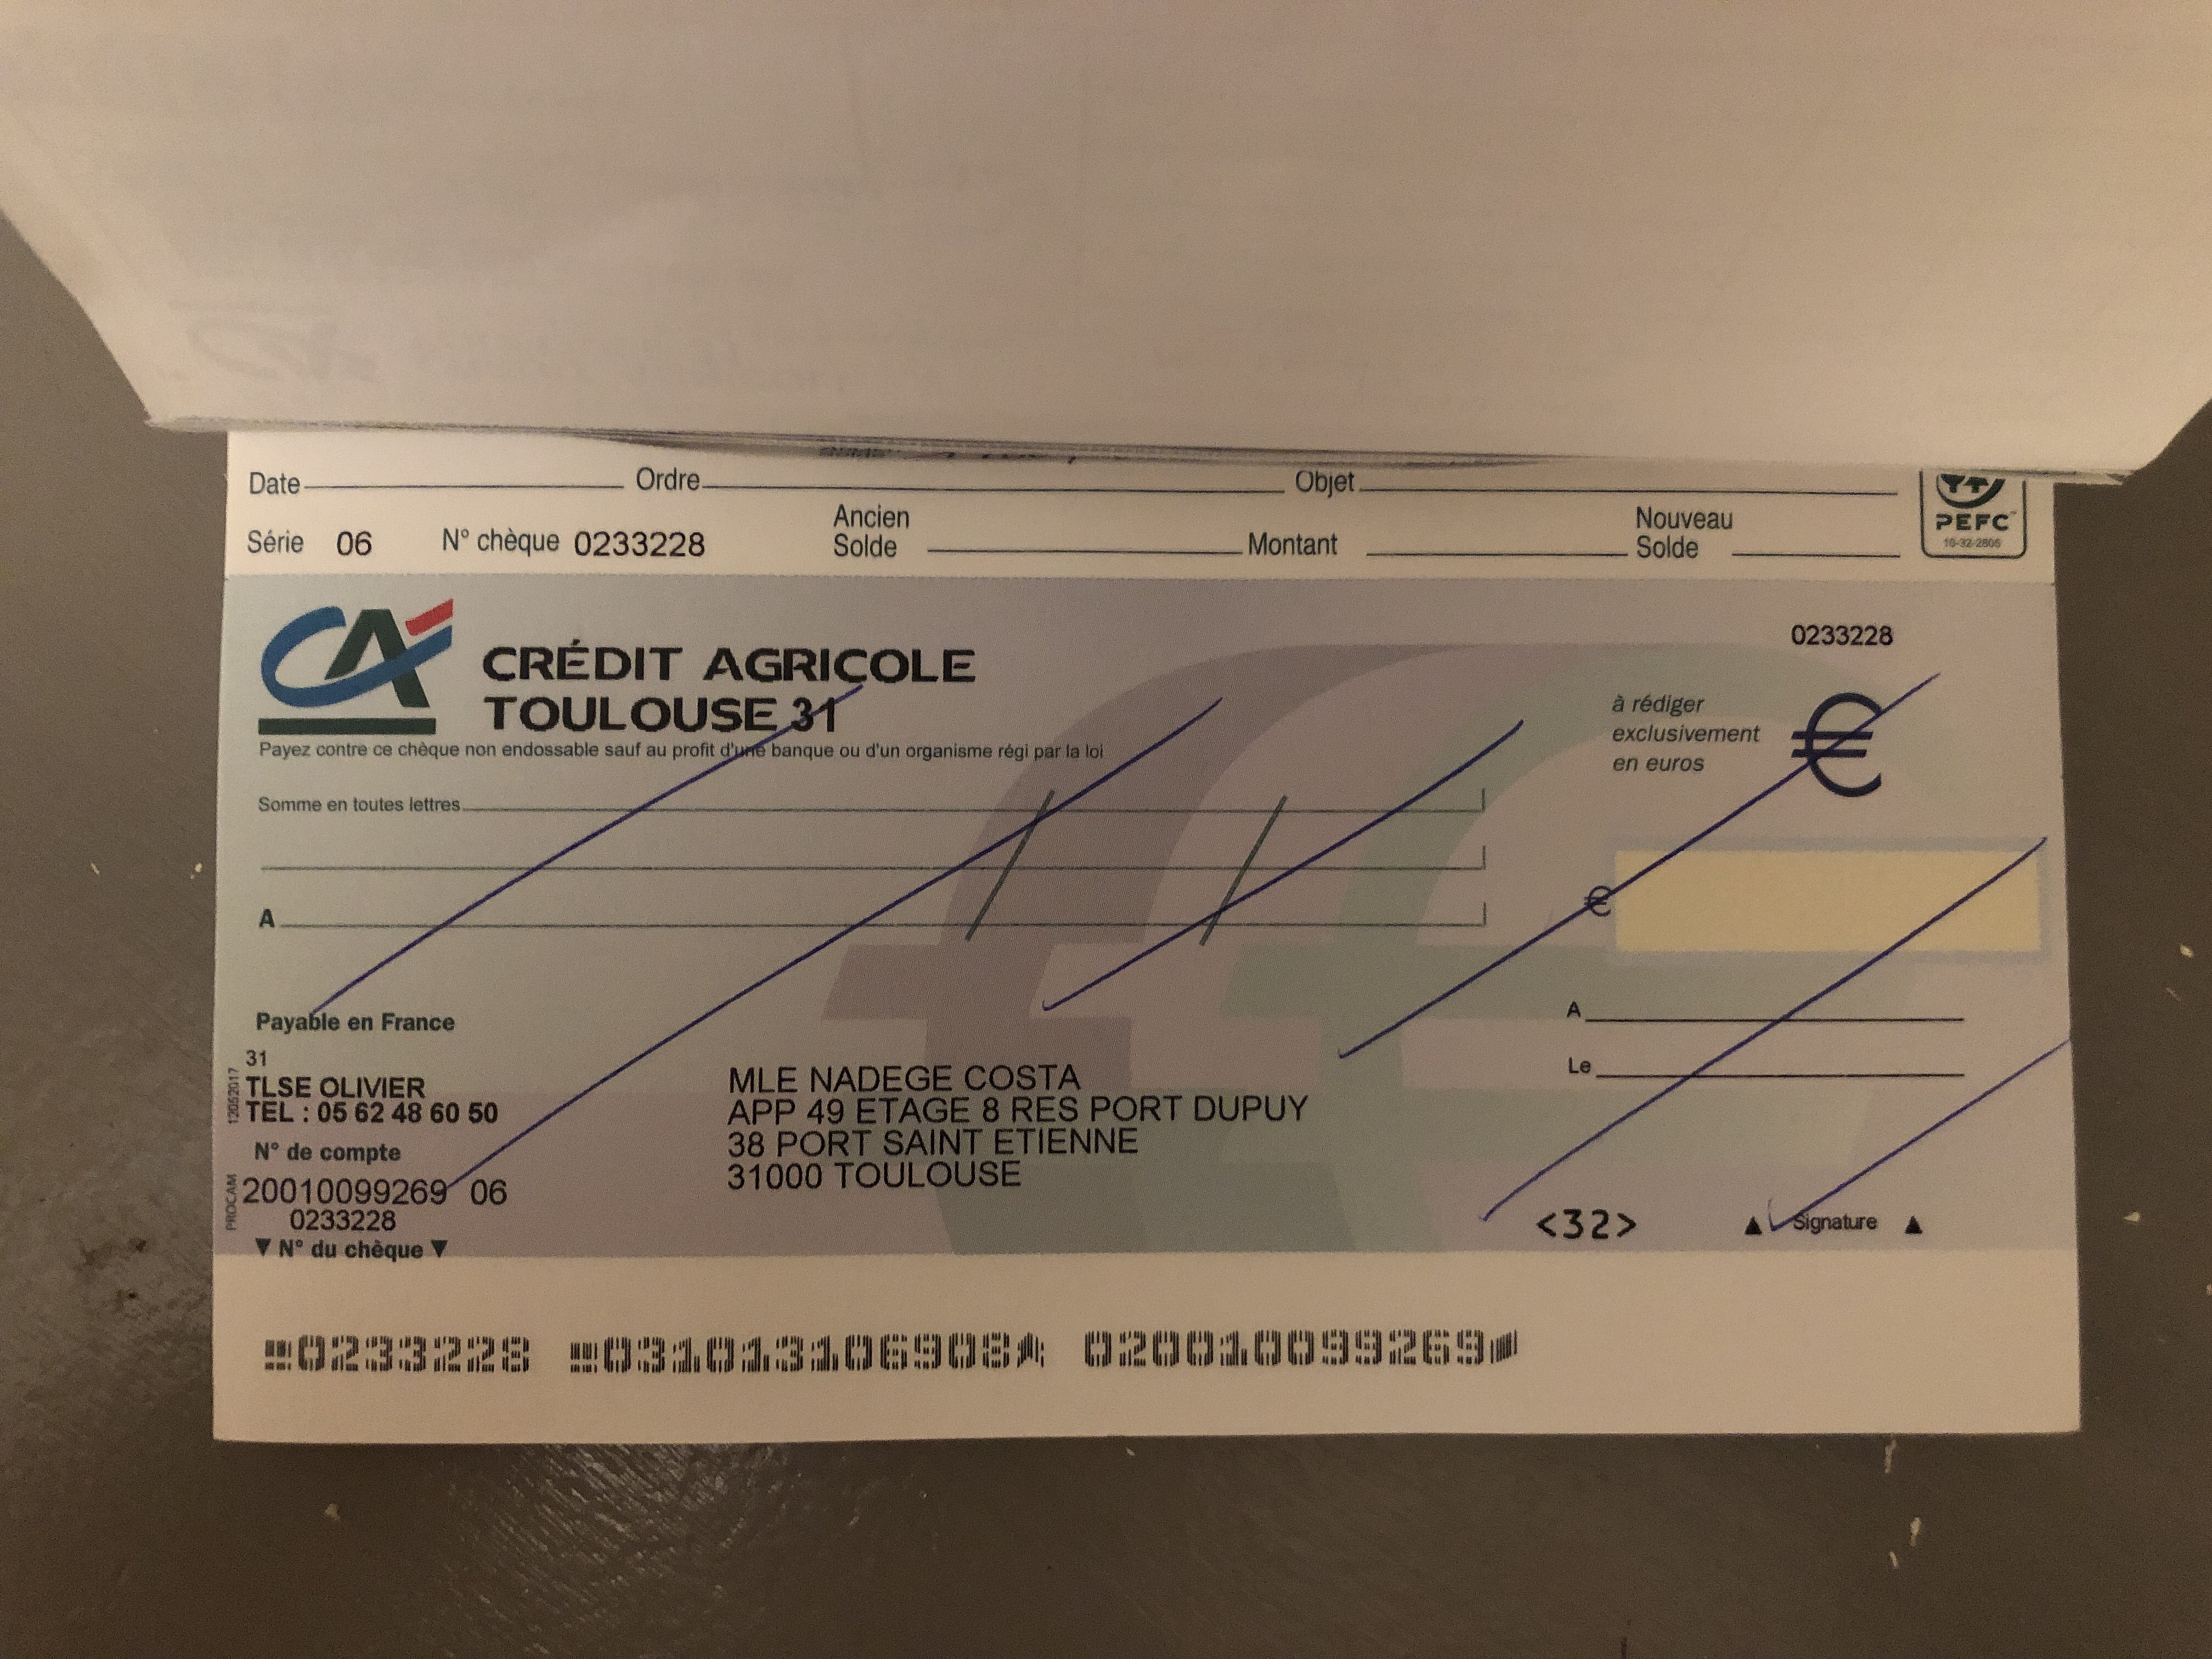 Date Ordre Objet
Série 06 N° chèque 0233228 Ancien Solde Montant Nouveau Solde
PEFC
10-32-2805
CA
CRÉDIT AGRICOLE
TOULOUSE 31
0233228
Payez contre ce chèque non endossable sauf au profit d'une banque ou d'un organisme régi par la loi
à rédiger
exclusivement
en euros
€
Somme en toutes lettres
€
A
Payable en France
A
Le
31
TLSE OLIVIER
TEL : 05 62 48 60 50
N° de compte
20010099269 06
0233228
▼ N° du chèque ▼
12052017
PROCAM
MLE NADEGE COSTA
APP 49 ETAGE 8 RES PORT DUPUY
38 PORT SAINT ETIENNE
31000 TOULOUSE
<32>
▲ Signature ▲
0233228 031013106908 020010099269